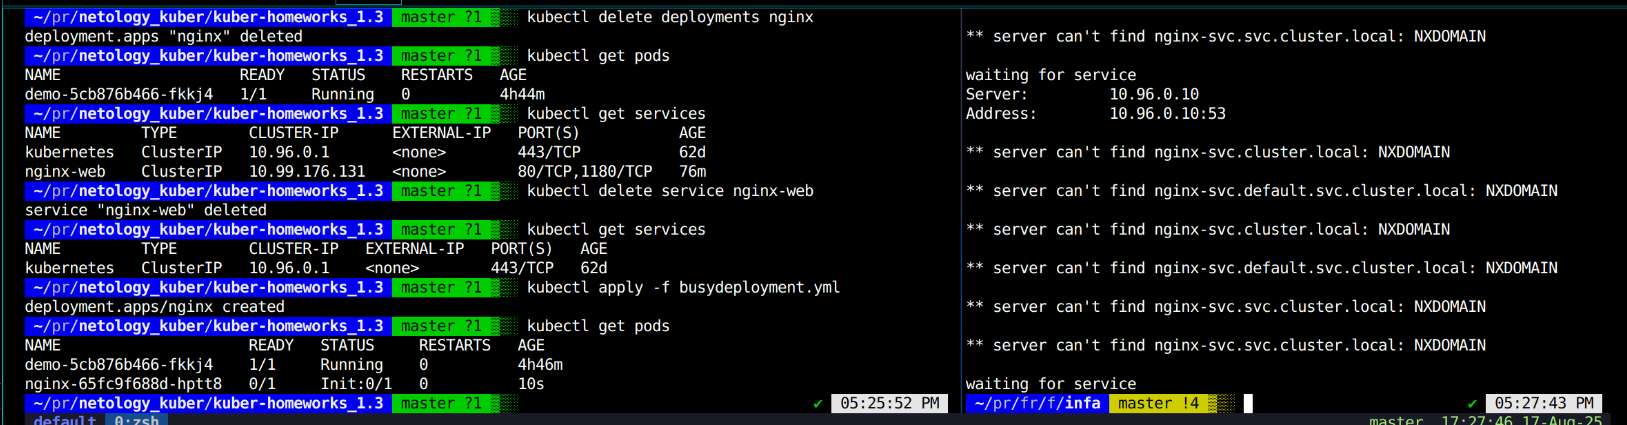 ~/pr/netology_kuber/kuber-homeworks_1.3 master ?1 kubectl delete deployments nginx
deployment.apps "nginx" deleted
~/pr/netology_kuber/kuber-homeworks_1.3 master ?1 kubectl get pods
NAME READY STATUS RESTARTS AGE
demo-5cb876b466-fkkj4 1/1 Running 0 4h44m
~/pr/netology_kuber/kuber-homeworks_1.3 master ?1 kubectl get services
NAME TYPE CLUSTER-IP EXTERNAL-IP PORT(S) AGE
kubernetes ClusterIP 10.96.0.1 <none> 443/TCP 62d
nginx-web ClusterIP 10.99.176.131 <none> 80/TCP,1180/TCP 76m
~/pr/netology_kuber/kuber-homeworks_1.3 master ?1 kubectl delete service nginx-web
service "nginx-web" deleted
~/pr/netology_kuber/kuber-homeworks_1.3 master ?1 kubectl get services
NAME TYPE CLUSTER-IP EXTERNAL-IP PORT(S) AGE
kubernetes ClusterIP 10.96.0.1 <none> 443/TCP 62d
~/pr/netology_kuber/kuber-homeworks_1.3 master ?1 kubectl apply -f busydeployment.yml
deployment.apps/nginx created
~/pr/netology_kuber/kuber-homeworks_1.3 master ?1 kubectl get pods
NAME READY STATUS RESTARTS AGE
demo-5cb876b466-fkkj4 1/1 Running 0 4h46m
nginx-65fc9f688d-hptt8 0/1 Init:0/1 0 10s
~/pr/netology_kuber/kuber-homeworks_1.3 master ?1 ✔ 05:25:52 PM
** server can't find nginx-svc.svc.cluster.local: NXDOMAIN
waiting for service
Server: 10.96.0.10
Address: 10.96.0.10:53
** server can't find nginx-svc.cluster.local: NXDOMAIN
** server can't find nginx-svc.default.svc.cluster.local: NXDOMAIN
** server can't find nginx-svc.cluster.local: NXDOMAIN
** server can't find nginx-svc.default.svc.cluster.local: NXDOMAIN
** server can't find nginx-svc.svc.cluster.local: NXDOMAIN
** server can't find nginx-svc.svc.cluster.local: NXDOMAIN
waiting for service
~/pr/fr/f/infa master !4 ✔ 05:27:43 PM
default 0:zsh master 17:27:46 17-Aug-25